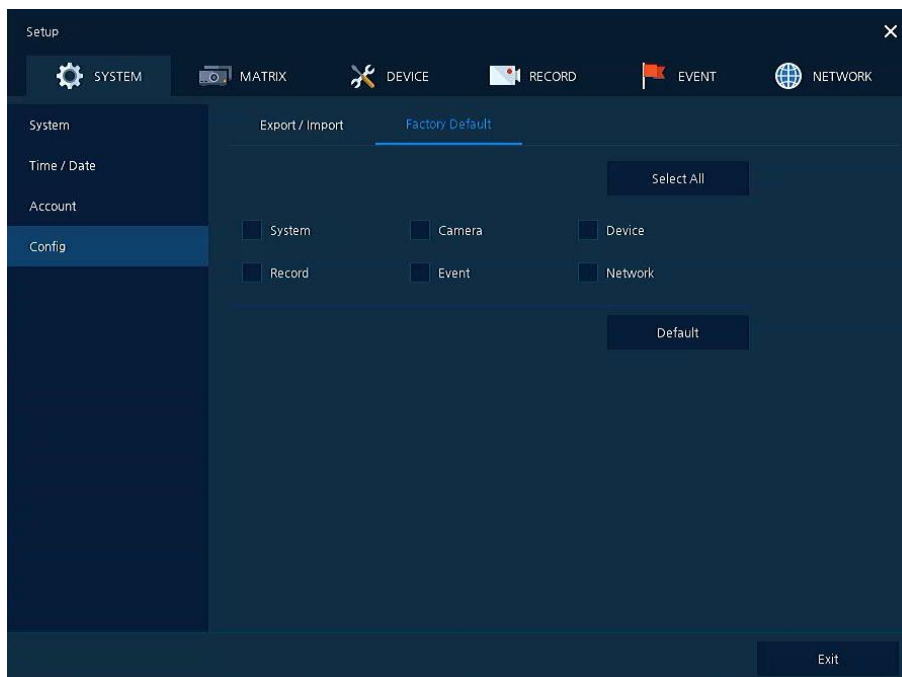 Setup
SYSTEM MATRIX DEVICE RECORD EVENT NETWORK
System
Time / Date
Account
Config
Export / Import Factory Default
Select All
System Camera Device
Record Event Network
Default
Exit